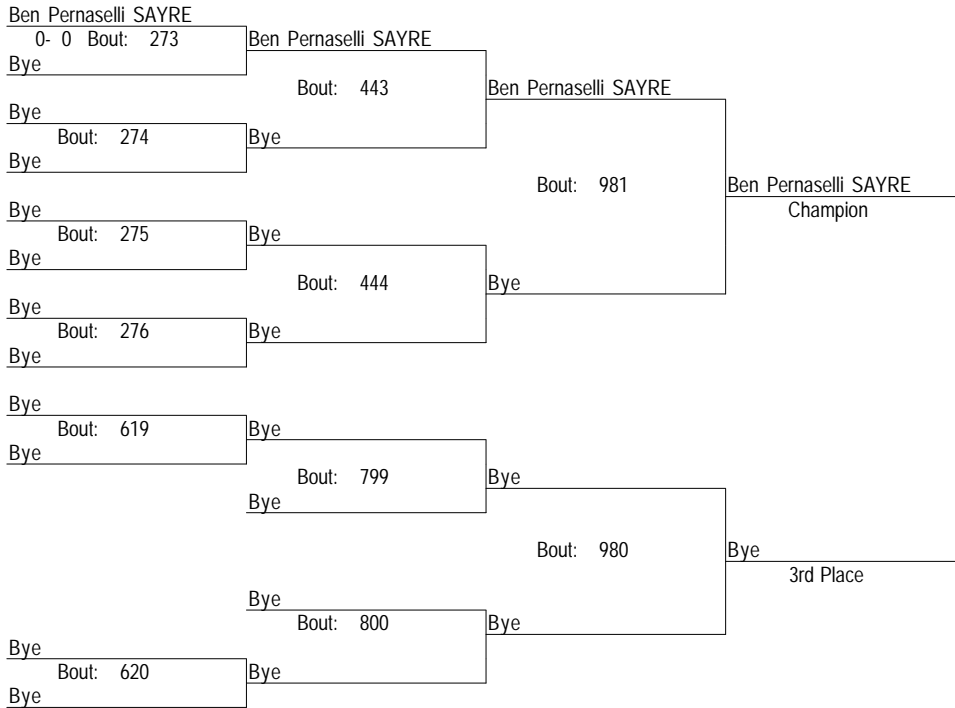 Ben Pernaselli SAYRE
0- 0 Bout: 273
Ben Pernaselli SAYRE
Bye
Bout: 443
Ben Pernaselli SAYRE
Bye
Bout: 274
Bye
Bye
Bout: 981
Ben Pernaselli SAYRE
Champion
Bye
Bout: 275
Bye
Bye
Bout: 444
Bye
Bye
Bout: 276
Bye
Bye
Bye
Bout: 619
Bye
Bye
Bout: 799
Bye
Bye
Bout: 980
Bye
3rd Place
Bye
Bout: 800
Bye
Bye
Bout: 620
Bye
Bye